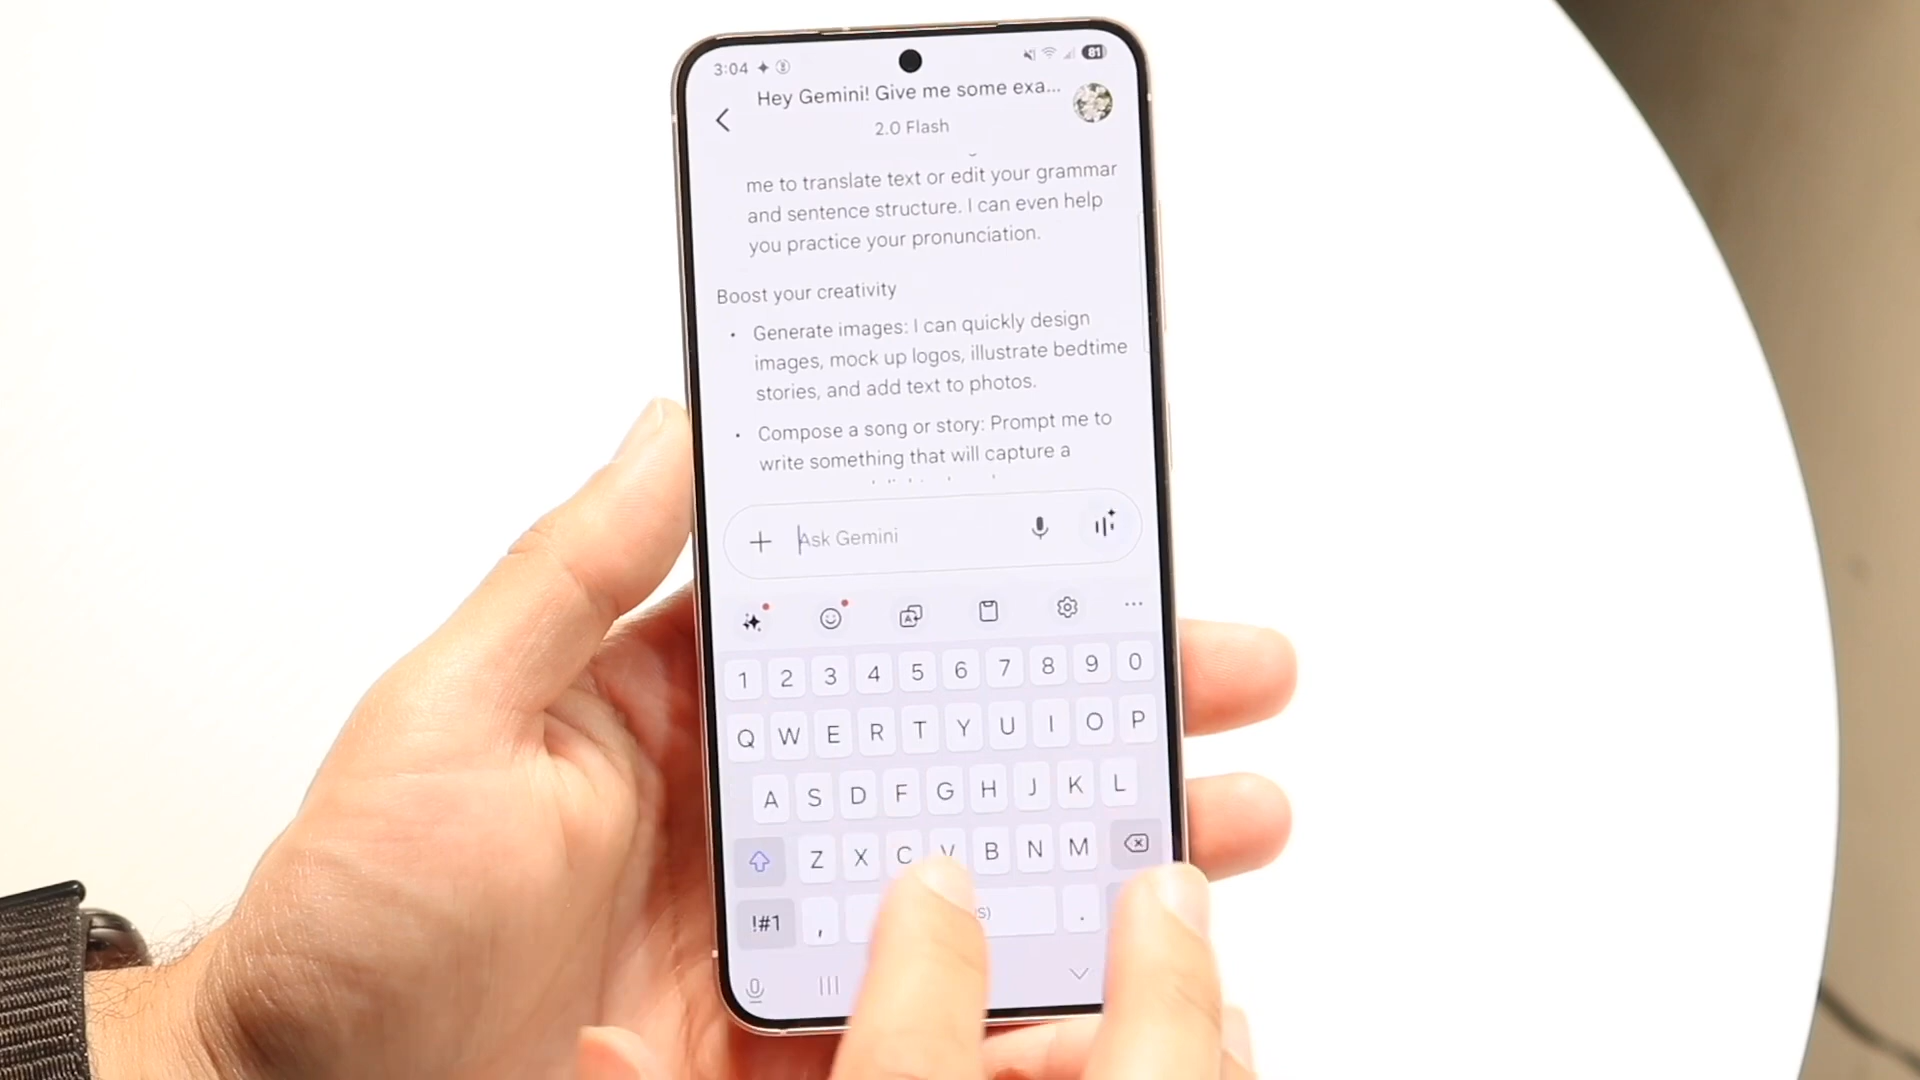 3:04
81
Hey Gemini! Give me some exa...
2.0 Flash
me to translate text or edit your grammar
and sentence structure. I can even help
you practice your pronunciation.
Boost your creativity
• Generate images: I can quickly design
images, mock up logos, illustrate bedtime
stories, and add text to photos.
• Compose a song or story: Prompt me to
write something that will capture a
Ask Gemini
1 2 3 4 5 6 7 8 9 0
Q W E R T Y U I O P
A S D F G H J K L
Z X C V B N M
!#1 , S) .